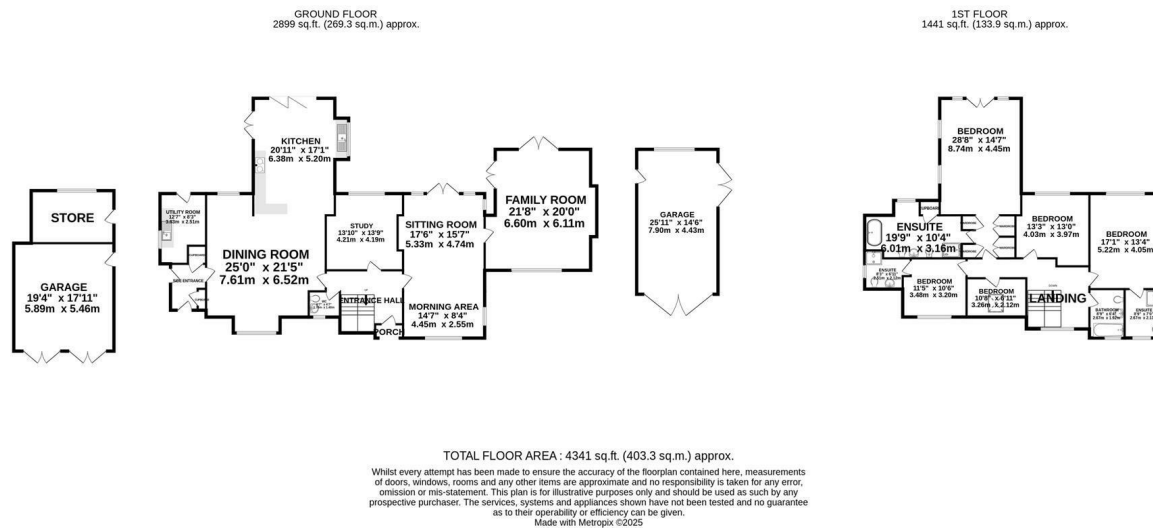 GROUND FLOOR
2899 sq.ft. (269.3 sq.m.) approx.
1ST FLOOR
1441 sq.ft. (133.9 sq.m.) approx.
KITCHEN
20'11" x 17'1"
6.38m x 5.20m
STORE
GARAGE
19'4" x 17'11"
5.89m x 5.46m
UTILITY ROOM
12'7" x 8'3"
SIDE ENTRANCE
DINING ROOM
25'0" x 21'5"
7.61m x 6.52m
STUDY
13'10" x 13'9"
4.21m x 4.19m
SITTING ROOM
17'6" x 15'7"
5.33m x 4.74m
ENTRANCE HALL
PORCH
MORNING AREA
14'7" x 8'4"
4.45m x 2.55m
FAMILY ROOM
21'8" x 20'0"
6.60m x 6.11m
GARAGE
25'11" x 14'6"
7.90m x 4.43m
BEDROOM
28'8" x 14'7"
8.74m x 4.45m
CUPBOARD
ENSUITE
19'9" x 10'4"
6.01m x 3.16m
ENSUITE
BEDROOM
11'5" x 10'6"
3.48m x 3.20m
BEDROOM
10'8" x 6'11"
3.26m x 2.12m
BEDROOM
13'3" x 13'0"
4.03m x 3.97m
BEDROOM
17'1" x 13'4"
5.22m x 4.05m
LANDING
BATHROOM
ENSUITE
TOTAL FLOOR AREA : 4341 sq.ft. (403.3 sq.m.) approx.
Whilst every attempt has been made to ensure the accuracy of the floorplan contained here, measurements
of doors, windows, rooms and any other items are approximate and no responsibility is taken for any error,
omission or mis-statement. This plan is for illustrative purposes only and should be used as such by any
prospective purchaser. The services, systems and appliances shown have not been tested and no guarantee
as to their operability or efficiency can be given.
Made with Metropix ©2025